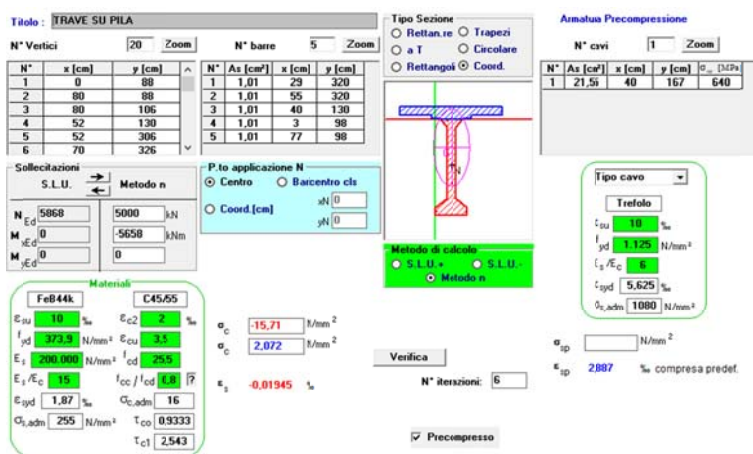 Titolo : TRAVE SU PILA
N° Vertici 20 Zoom
N° barre 5 Zoom
N° x [cm] y [cm]
1 0 88
2 80 88
3 80 106
4 52 130
5 52 306
6 70 326
N° As [cm²] x [cm] y [cm]
1 1,01 29 320
2 1,01 55 320
3 1,01 40 130
4 1,01 3 98
5 1,01 77 98
Tipo Sezione
Rettan.re Trapezi
a T Circolare
Rettangoli Coord.
Armatua Precompressione
N° cavi 1 Zoom
N° As [cm²] x [cm] y [cm] [MPa]
1 21,5i 40 167 640
Sollecitazioni
S.L.U. Metodo n
N Ed 5868 5000 kN
M xEd 0 -5658 kNm
M yEd 0 0
P.to applicazione N
Centro Barcentro cls
Coord.[cm] xN 0
yN 0
N
Metodo di calcolo
S.L.U.+ S.L.U.-
Metodo n
Tipo cavo
Trefolo
ε su 10 ‰
f yd 1.125 N/mm²
E s /E c 6
ε syd 5,625 ‰
σ s,adm 1080 N/mm²
σ sp N/mm²
ε sp 2,887 ‰ compresa predef.
Materiali
FeB44k C45/55
ε su 10 ‰ ε c2 2 ‰
f yd 373,9 N/mm² ε cu 3,5
E s 200.000 N/mm² f cd 25,5
E s /E c 15 f cc / f cd 0,8 ?
ε syd 1,87 ‰ σ c,adm 16
σ s,adm 255 N/mm² τ co 0,9333
τ c1 2,543
σ c -15,71 N/mm²
σ c 2,072 N/mm²
ε s -0,01945 ‰
Verifica
N° iterazioni: 6
Precompresso